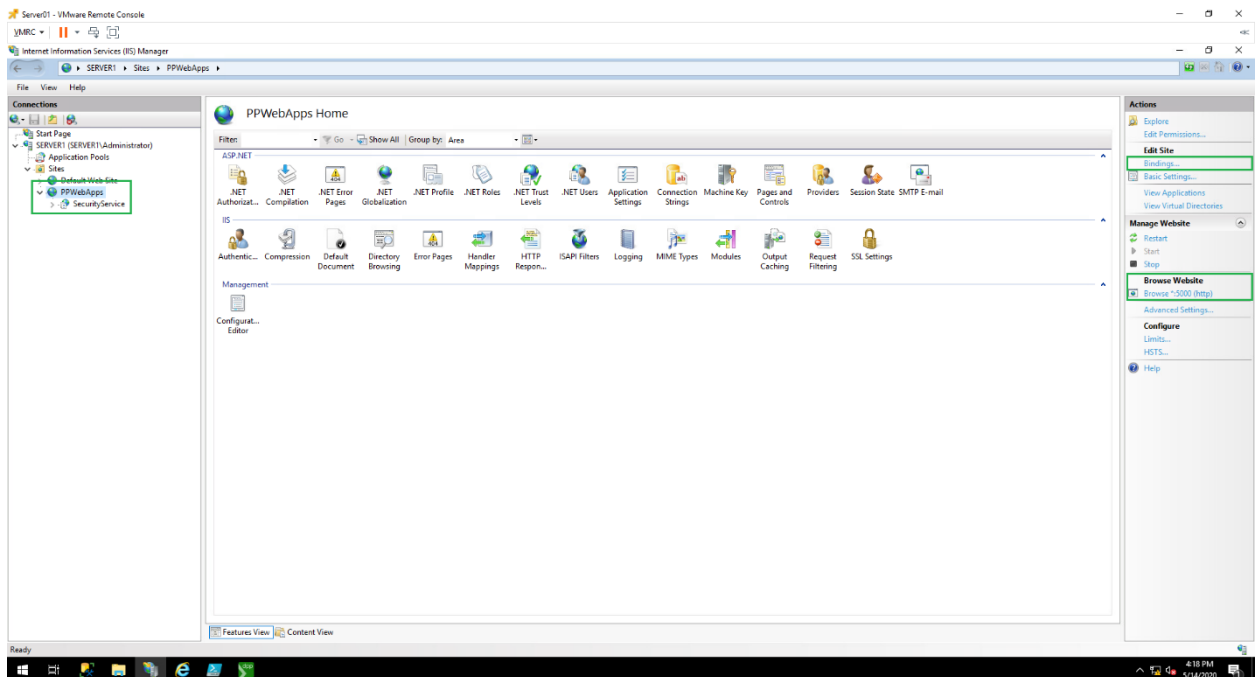 Server01 - VMware Remote Console
VMRC
Internet Information Services (IIS) Manager
SERVER1 Sites PPWebApps
File View Help
Connections
Start Page
SERVER1 (SERVER1\Administrator)
Application Pools
Sites
Default Web Site
PPWebApps
SecurityService
PPWebApps Home
Filter: Go Show All Group by: Area
ASP.NET
.NET Authorizat... .NET Compilation .NET Error Pages .NET Globalization .NET Profile .NET Roles .NET Trust Levels .NET Users Application Settings Connection Strings Machine Key Pages and Controls Providers Session State SMTP E-mail
IIS
Authentic... Compression Default Document Directory Browsing Error Pages Handler Mappings HTTP Respon... ISAPI Filters Logging MIME Types Modules Output Caching Request Filtering SSL Settings
Management
Configurat... Editor
Features View Content View
Actions
Explore
Edit Permissions...
Edit Site
Bindings...
Basic Settings...
View Applications
View Virtual Directories
Manage Website
Restart
Start
Stop
Browse Website
Browse *:5000 (http)
Advanced Settings...
Configure
Limits...
HSTS...
Help
Ready
4:18 PM
5/14/2020